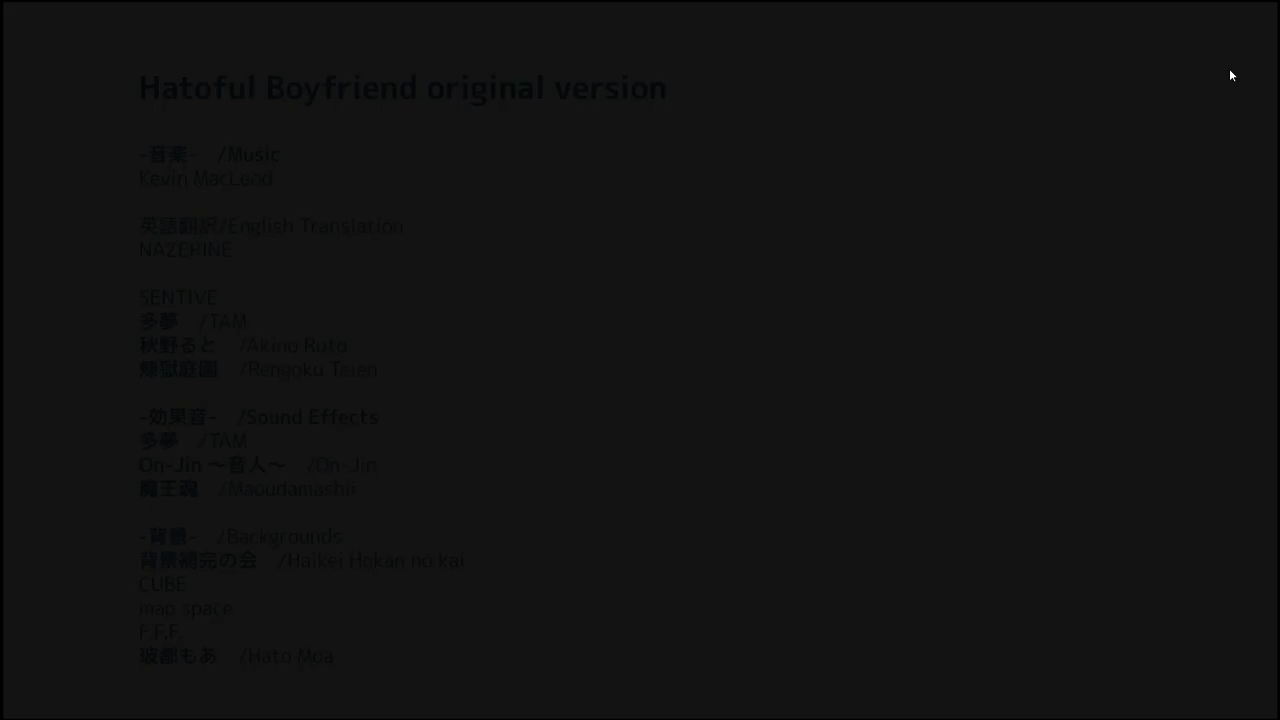 Hatoful Boyfriend original version
-音楽- /Music
Kevin MacLeod
英語翻訳/English Translation
NAZERINE
SENTIVE
多夢 /TAM
秋野ると /Akino Ruto
煉獄庭園 /Rengoku Teien
-効果音- /Sound Effects
多夢 /TAM
On-Jin ～音人～ /On-Jin
魔王魂 /Maoudamashii
-背景- /Backgrounds
背景補完の会 /Haikei Hokan no kai
CUBE
mao space
F.F.F.
破都もあ /Hato Moa